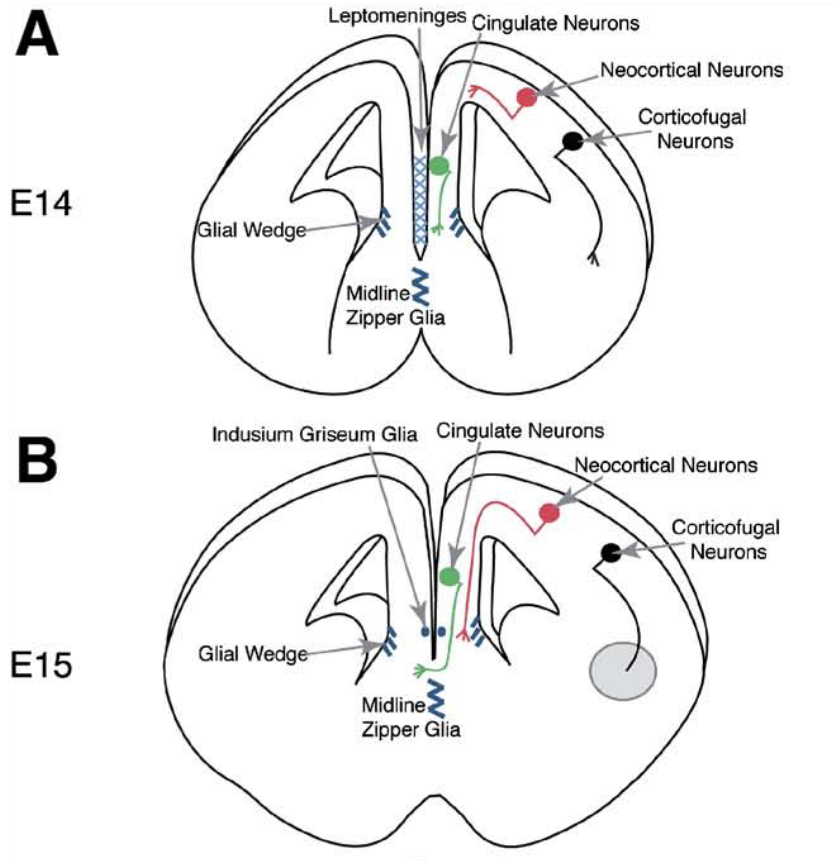 A
Leptomeninges
Cingulate Neurons
Neocortical Neurons
Corticofugal
Neurons
E14
Glial Wedge
Midline
Zipper Glia
B
Indusium Griseum Glia
Cingulate Neurons
Neocortical Neurons
Corticofugal
Neurons
E15
Glial Wedge
Midline
Zipper Glia